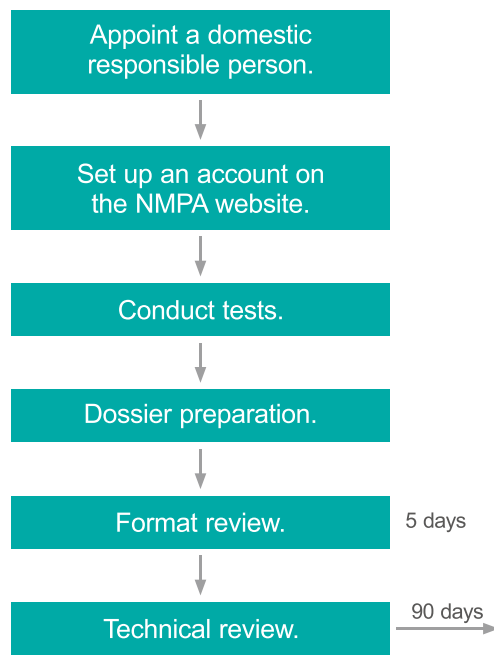 Appoint a domestic
responsible person.
Set up an account on
the NMPA website.
Conduct tests.
Dossier preparation.
Format review.
5 days
Technical review.
90 days